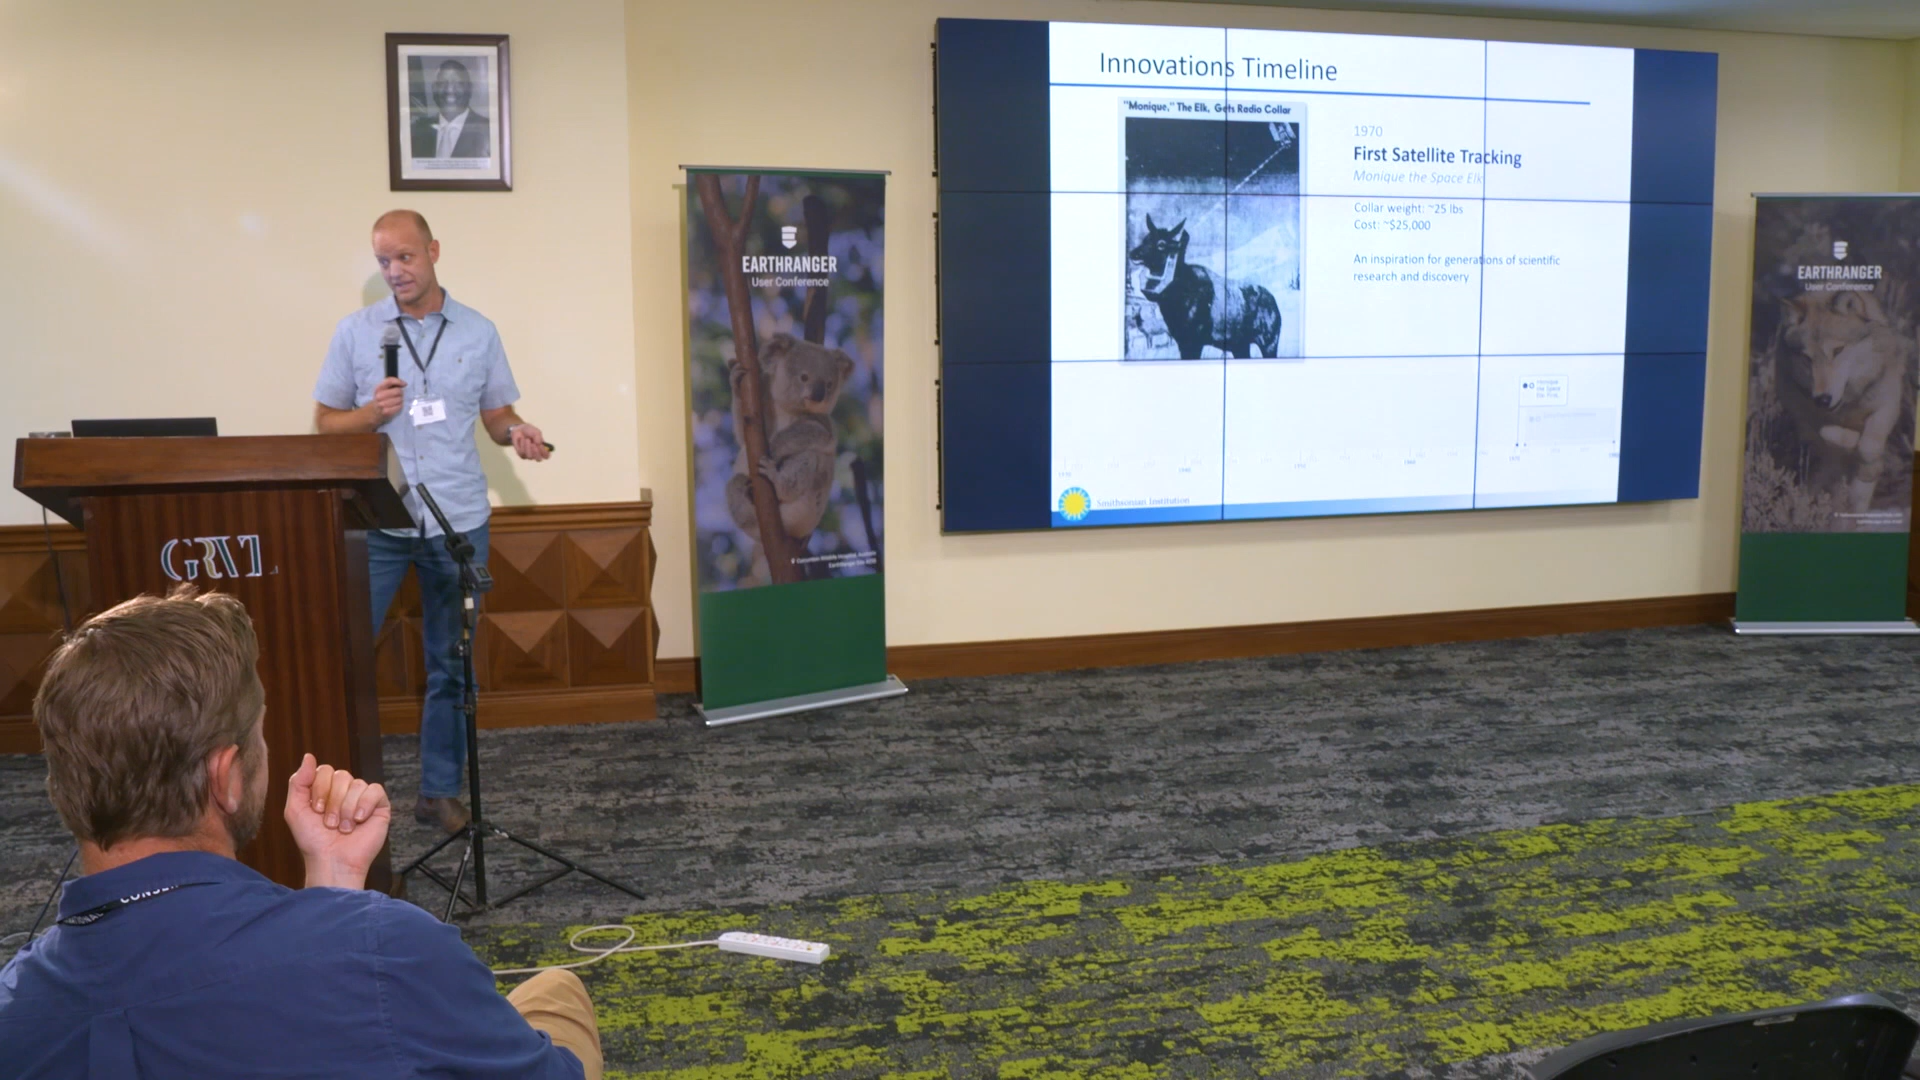 Innovations Timeline
"Monique," The Elk, Gets Radio Collar
1970
First Satellite Tracking
Monique the Space Elk
Collar weight: ~25 lbs
Cost: ~$25,000
An inspiration for generations of scientific
research and discovery
Smithsonian Institution
EARTHRANGER
User Conference
EARTHRANGER
User Conference